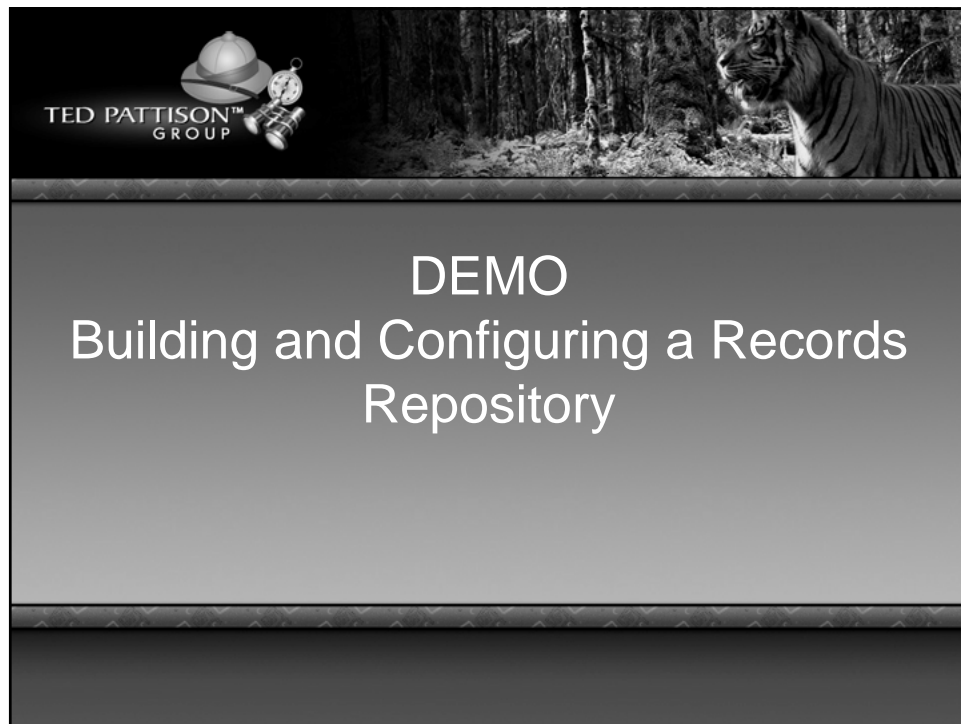 TED PATTISON™
GROUP
DEMO
Building and Configuring a Records
Repository